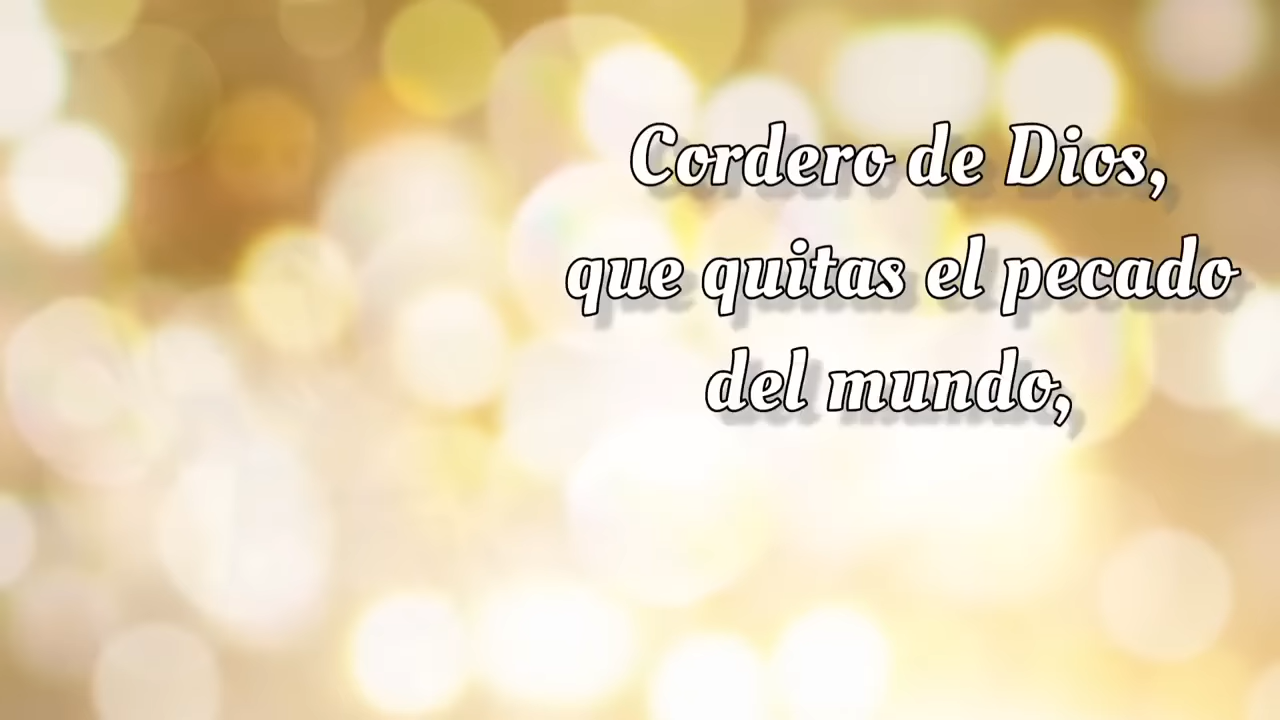 Cordero de Dios,
que quitas el pecado
del mundo,